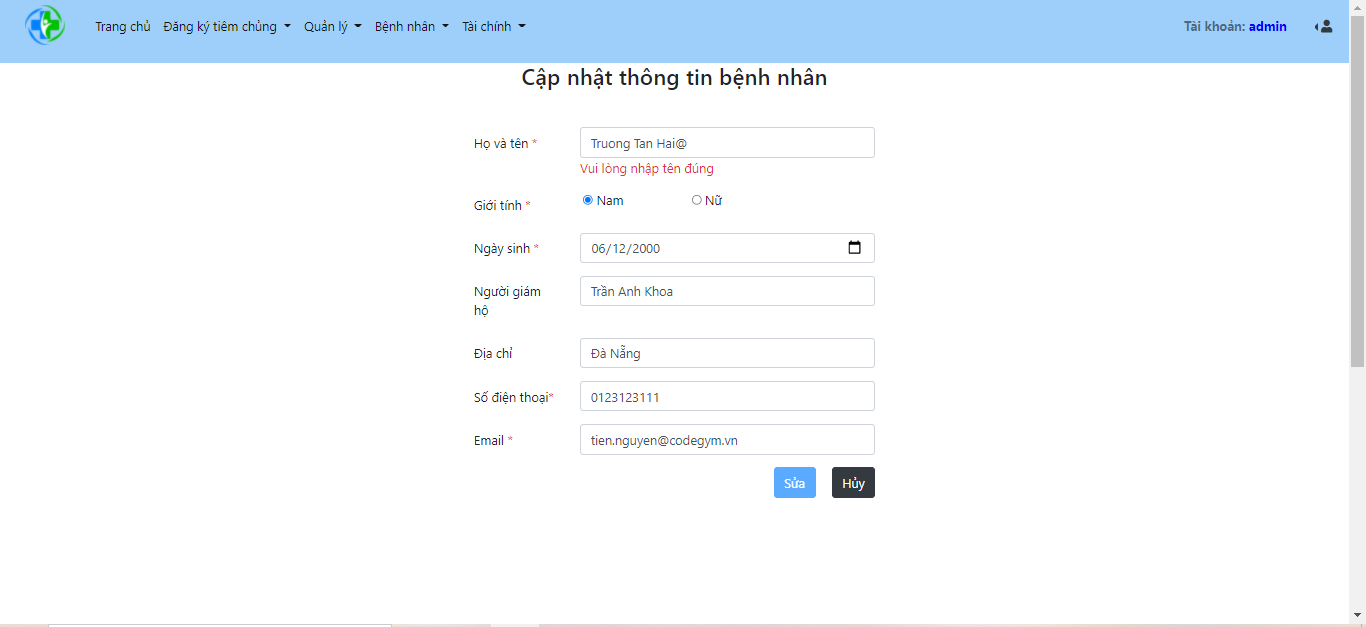 Trang chủ Đăng ký tiêm chủng Quản lý Bệnh nhân Tài chính Tài khoản: admin
Cập nhật thông tin bệnh nhân
Họ và tên * Truong Tan Hai@
Vui lòng nhập tên đúng
Giới tính * Nam Nữ
Ngày sinh * 06/12/2000
Người giám hộ Trần Anh Khoa
Địa chỉ Đà Nẵng
Số điện thoại* 0123123111
Email * tien.nguyen@codegym.vn
Sửa Hủy